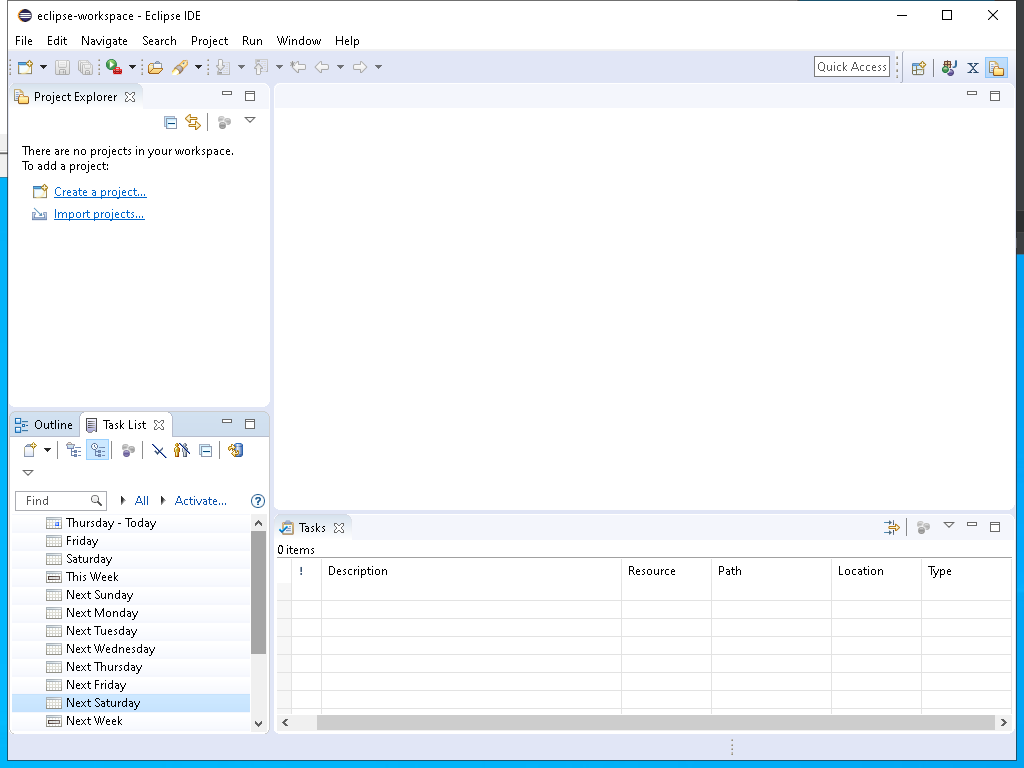 eclipse-workspace - Eclipse IDE
File Edit Navigate Search Project Run Window Help
Quick Access
Project Explorer
There are no projects in your workspace.
To add a project:
Create a project...
Import projects...
Outline Task List
Find All Activate...
Thursday - Today
Friday
Saturday
This Week
Next Sunday
Next Monday
Next Tuesday
Next Wednesday
Next Thursday
Next Friday
Next Saturday
Next Week
Tasks
0 items
! Description Resource Path Location Type